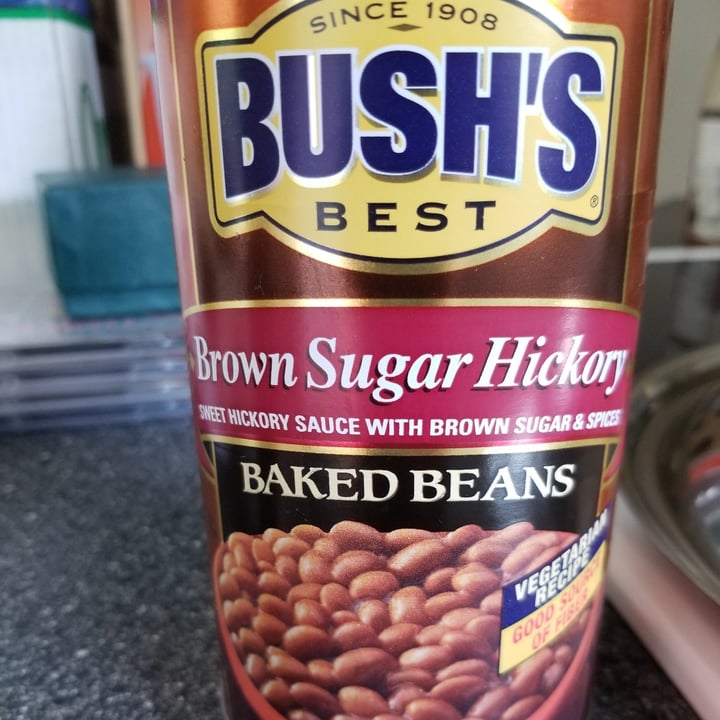 SINCE 1908
BUSH'S
®
BEST
Brown Sugar Hickory
SWEET HICKORY SAUCE WITH BROWN SUGAR & SPICES
BAKED BEANS
VEGETARIAN
RECIPE
GOOD SOURCE
OF FIBER